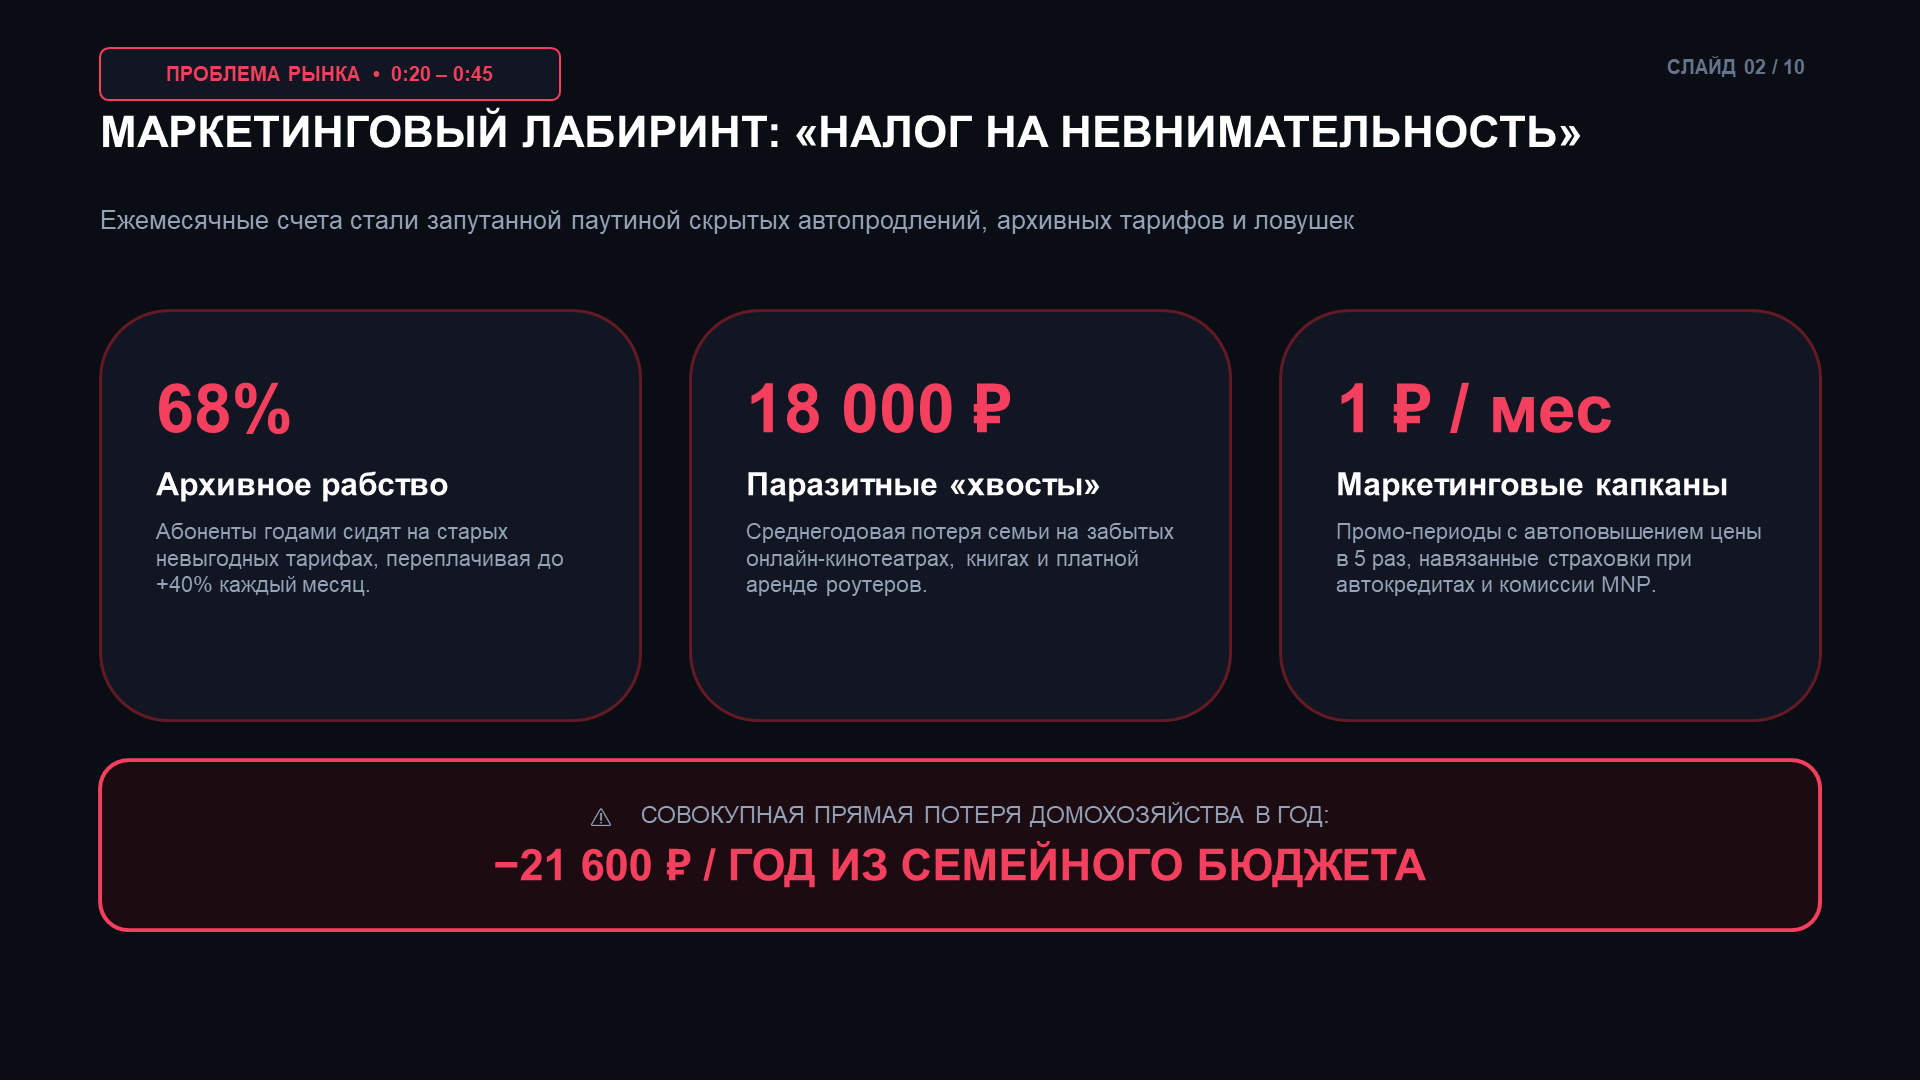 ПРОБЛЕМА РЫНКА • 0:20 – 0:45
СЛАЙД 02 / 10
МАРКЕТИНГОВЫЙ ЛАБИРИНТ: «НАЛОГ НА НЕВНИМАТЕЛЬНОСТЬ»
Ежемесячные счета стали запутанной паутиной скрытых автопродлений, архивных тарифов и ловушек
68%
Архивное рабство
Абоненты годами сидят на старых
невыгодных тарифах, переплачивая до
+40% каждый месяц.
18 000 ₽
Паразитные «хвосты»
Среднегодовая потеря семьи на забытых
онлайн-кинотеатрах, книгах и платной
аренде роутеров.
1 ₽ / мес
Маркетинговые капканы
Промо-периоды с автоповышением цены
в 5 раз, навязанные страховки при
автокредитах и комиссии MNP.
⚠ СОВОКУПНАЯ ПРЯМАЯ ПОТЕРЯ ДОМОХОЗЯЙСТВА В ГОД:
−21 600 ₽ / ГОД ИЗ СЕМЕЙНОГО БЮДЖЕТА